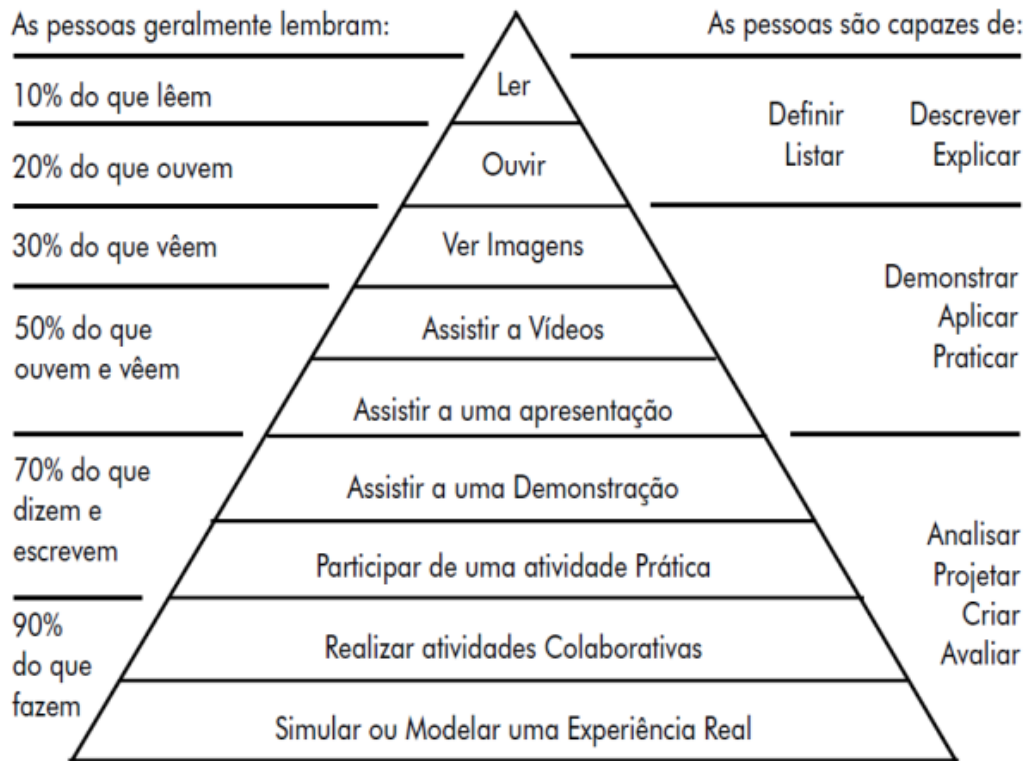 As pessoas geralmente lembram:
As pessoas são capazes de:
10% do que lêem
20% do que ouvem
30% do que vêem
50% do que
ouvem e vêem
70% do que
dizem e
escrevem
90%
do que
fazem
Ler
Ouvir
Ver Imagens
Assistir a Vídeos
Assistir a uma apresentação
Assistir a uma Demonstração
Participar de uma atividade Prática
Realizar atividades Colaborativas
Simular ou Modelar uma Experiência Real
Definir Descrever
Listar Explicar
Demonstrar
Aplicar
Praticar
Analisar
Projetar
Criar
Avaliar